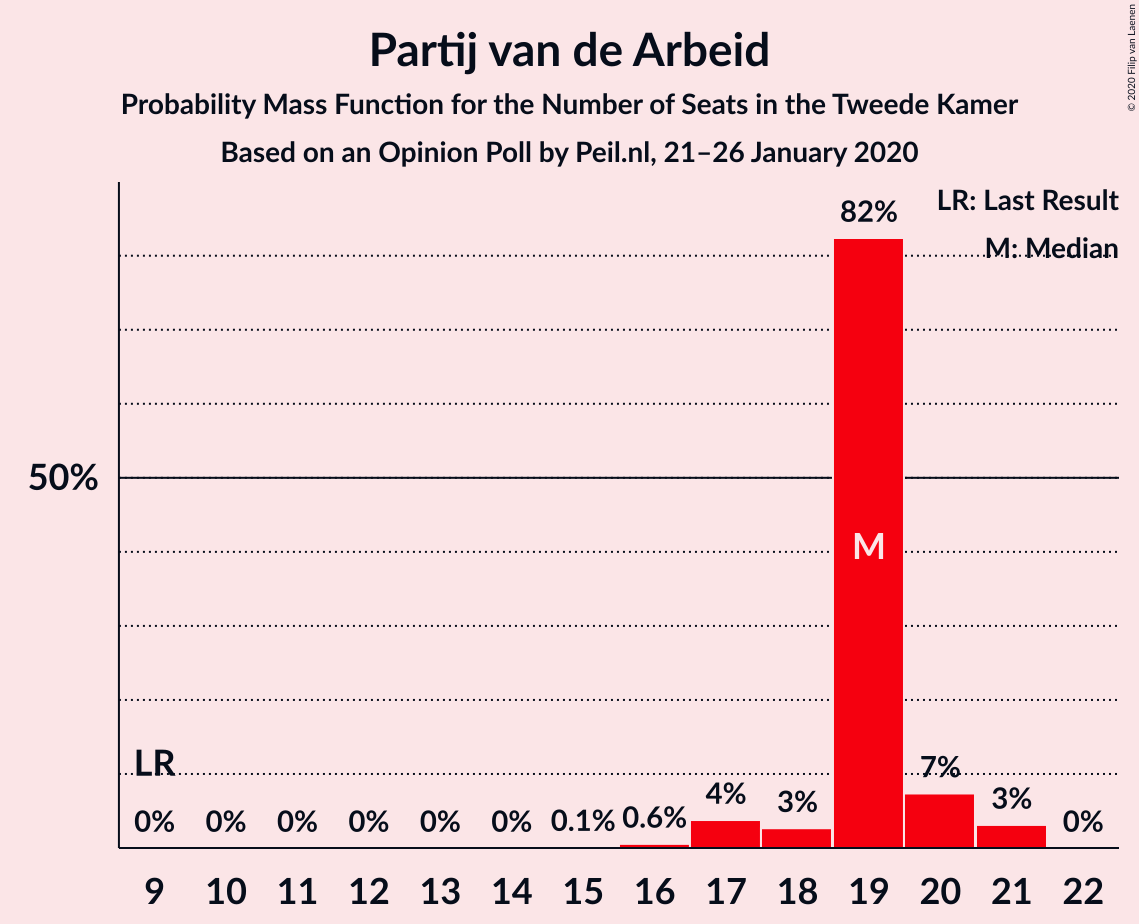 Partij van de Arbeid
Probability Mass Function for the Number of Seats in the Tweede Kamer
Based on an Opinion Poll by Peil.nl, 21–26 January 2020
© 2020 Filip van Laenen
LR: Last Result
M: Median
82%
50%
M
LR
0% 0% 0% 0% 0% 0% 0.1% 0.6% 4% 3% 7% 3% 0%
9 10 11 12 13 14 15 16 17 18 19 20 21 22